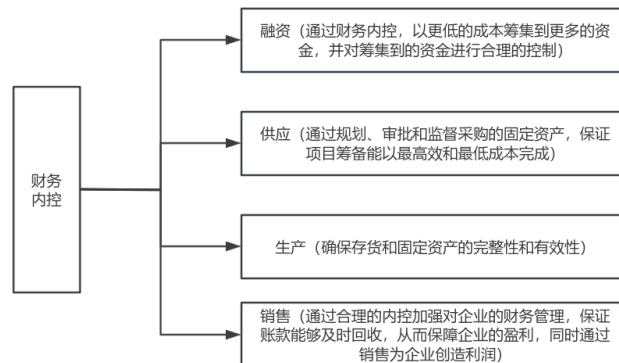 财务
内控
融资（通过财务内控，以更低的成本筹集到更多的资
金，并对筹集到的资金进行合理的控制）
供应（通过规划、审批和监督采购的固定资产，保证
项目筹备能以最高效和最低成本完成）
生产（确保存货和固定资产的完整性和有效性）
销售（通过合理的内控加强对企业的财务管理，保证
账款能够及时回收，从而保障企业的盈利，同时通过
销售为企业创造利润）